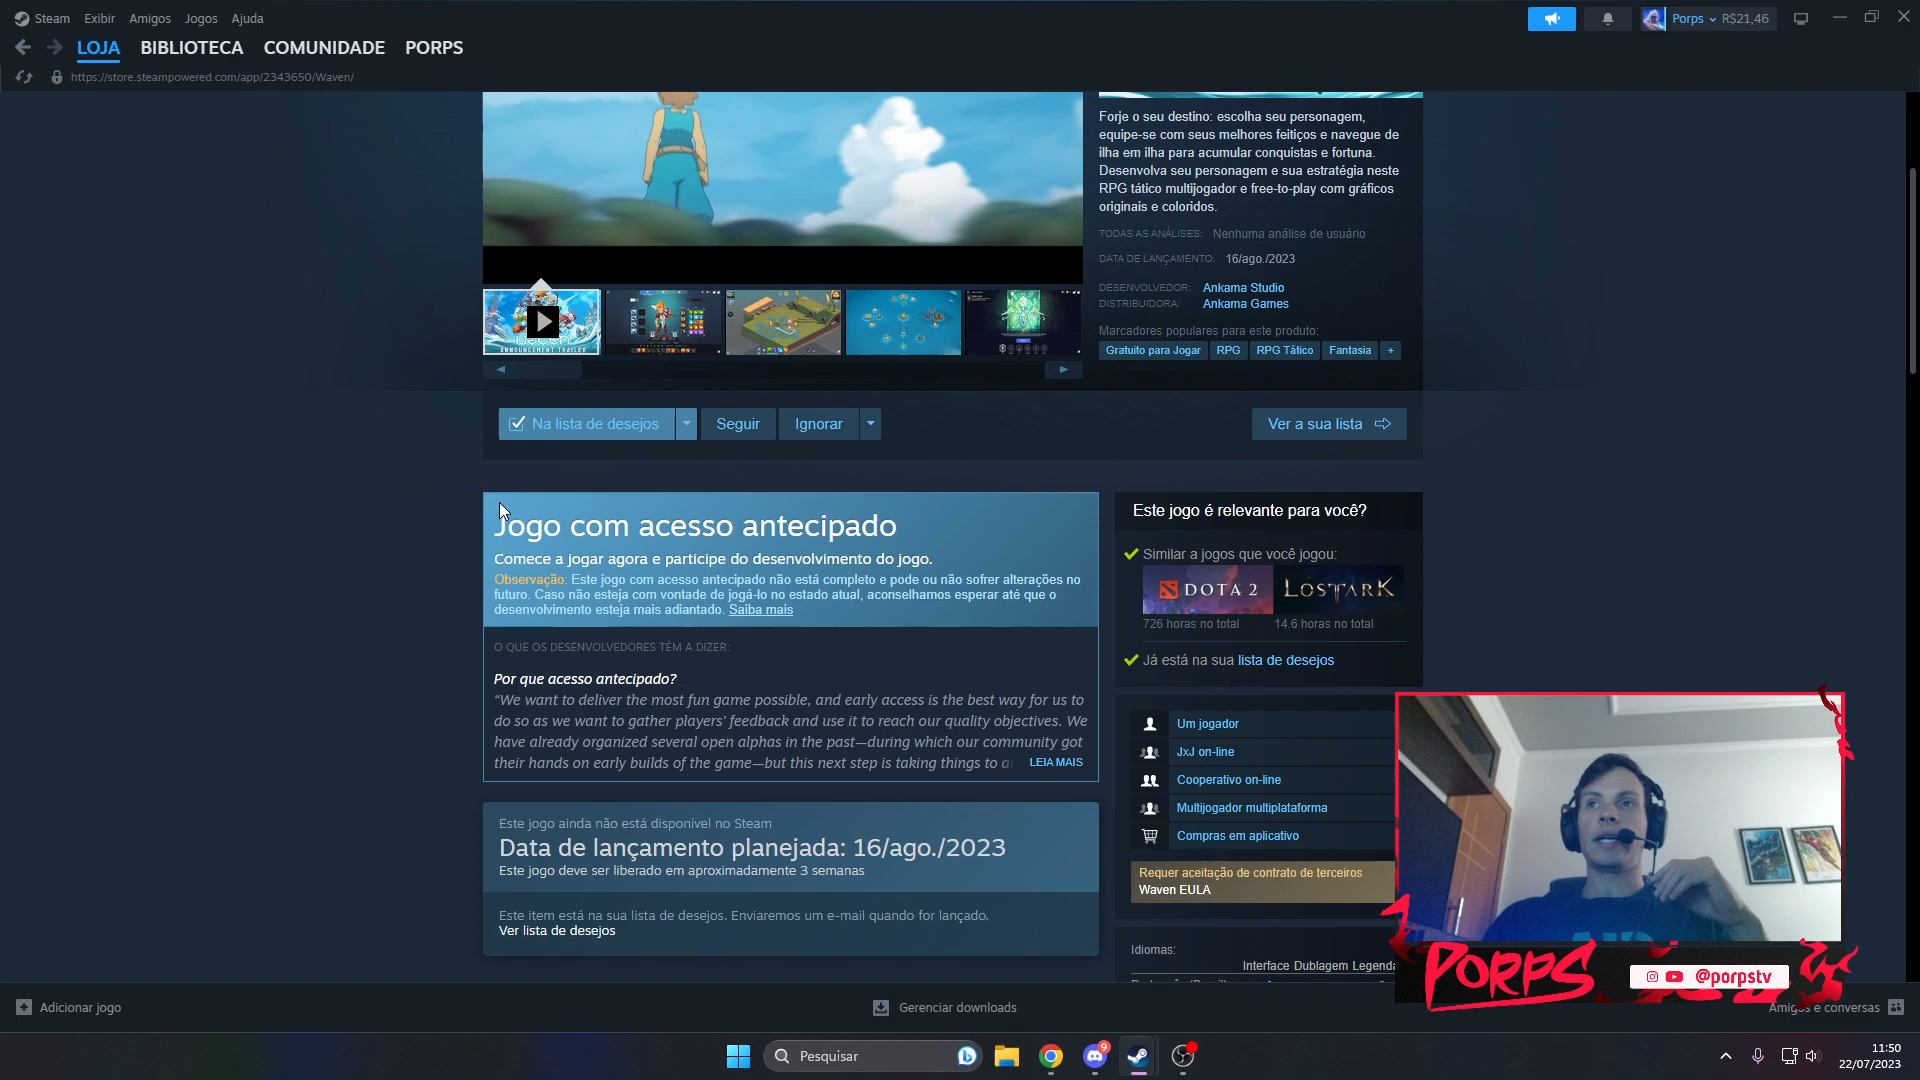 Steam Exibir Amigos Jogos Ajuda
Porps R$21,46
LOJA BIBLIOTECA COMUNIDADE PORPS
https://store.steampowered.com/app/2343650/Waven/
Forje o seu destino: escolha seu personagem,
equipe-se com seus melhores feitiços e navegue de
ilha em ilha para acumular conquistas e fortuna.
Desenvolva seu personagem e sua estratégia neste
RPG tático multijogador e free-to-play com gráficos
originais e coloridos.
TODAS AS ANÁLISES: Nenhuma análise de usuário
DATA DE LANÇAMENTO: 16/ago./2023
DESENVOLVEDOR: Ankama Studio
DISTRIBUIDORA: Ankama Games
Marcadores populares para este produto:
Gratuito para Jogar RPG RPG Tático Fantasia +
ANNOUNCEMENT TRAILER
Na lista de desejos Seguir Ignorar Ver a sua lista
Jogo com acesso antecipado
Comece a jogar agora e participe do desenvolvimento do jogo.
Observação: Este jogo com acesso antecipado não está completo e pode ou não sofrer alterações no
futuro. Caso não esteja com vontade de jogá-lo no estado atual, aconselhamos esperar até que o
desenvolvimento esteja mais adiantado. Saiba mais
O QUE OS DESENVOLVEDORES TÊM A DIZER:
Por que acesso antecipado?
“We want to deliver the most fun game possible, and early access is the best way for us to
do so as we want to gather players’ feedback and use it to reach our quality objectives. We
have already organized several open alphas in the past—during which our community got
their hands on early builds of the game—but this next step is taking things to a
LEIA MAIS
Este jogo ainda não está disponível no Steam
Data de lançamento planejada: 16/ago./2023
Este jogo deve ser liberado em aproximadamente 3 semanas
Este item está na sua lista de desejos. Enviaremos um e-mail quando for lançado.
Ver lista de desejos
Este jogo é relevante para você?
Similar a jogos que você jogou:
DOTA 2 LOST ARK
726 horas no total 14.6 horas no total
Já está na sua lista de desejos
Um jogador
JxJ on-line
Cooperativo on-line
Multijogador multiplataforma
Compras em aplicativo
Requer aceitação de contrato de terceiros
Waven EULA
Idiomas:
Interface Dublagem Legenda
PORPS
@porpstv
Adicionar jogo Gerenciar downloads Amigos e conversas
Pesquisar
9
11:50
22/07/2023